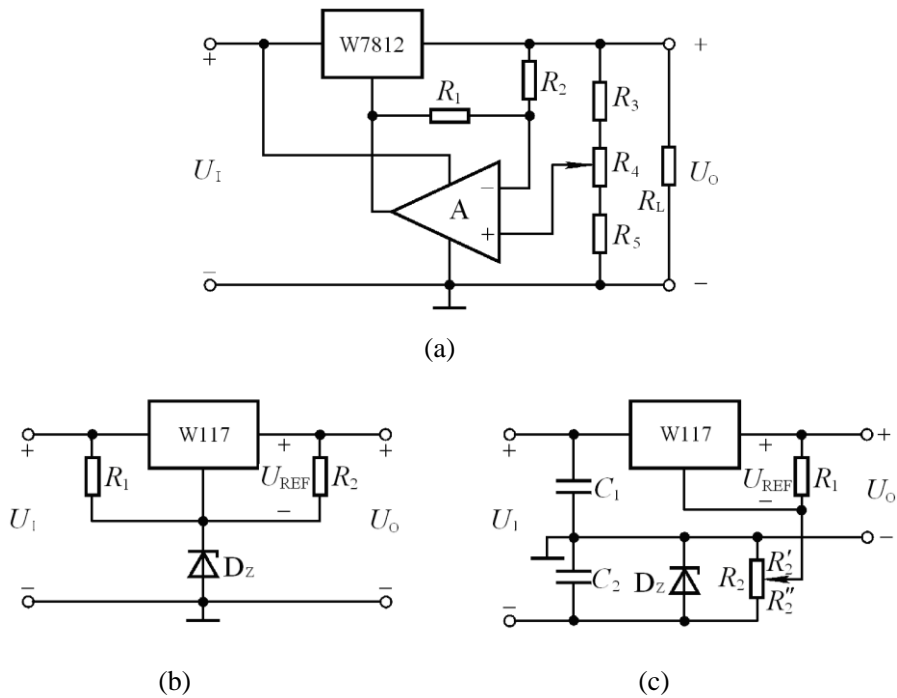 W7812
+
+
R1
R2
R3
UI
−
A
+
R4
RL
UO
R5
−
−
(a)
W117
+
+
+
R1
UREF
R2
UI
−
UO
DZ
−
−
(b)
W117
+
+
+
C1
UREF
R1
−
UO
UI
−
C2
DZ
R2
R2′
R2″
−
(c)